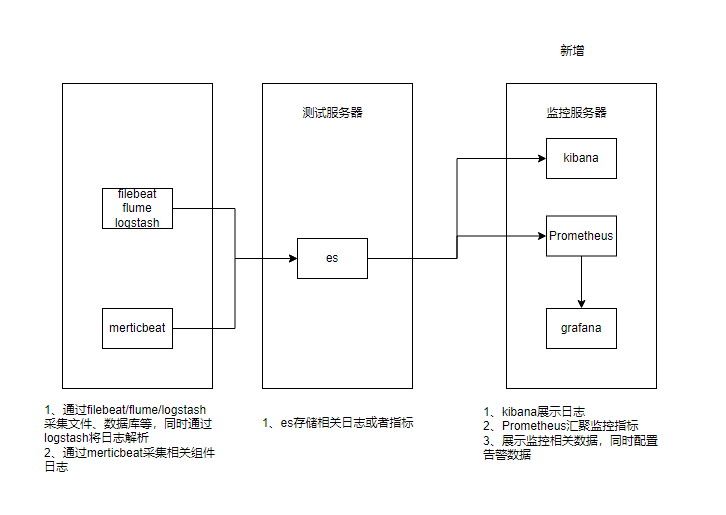 新增
测试服务器
监控服务器
kibana
filebeat
flume
logstash
Prometheus
es
merticbeat
grafana
1、通过filebeat/flume/logstash
采集文件、数据库等，同时通过
logstash将日志解析
2、通过merticbeat采集相关组件
日志
1、es存储相关日志或者指标
1、kibana展示日志
2、Prometheus汇聚监控指标
3、展示监控相关数据，同时配置
告警数据